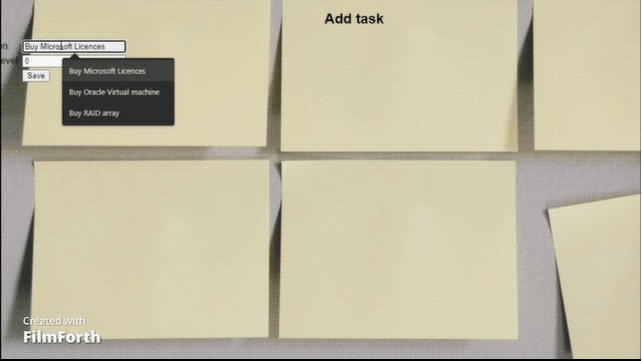 Add task
n:
Buy Microsoft Licences
evel
0
Save
Buy Microsoft Licences
Buy Oracle Virtual machine
Buy RAID array
Created with
FilmForth